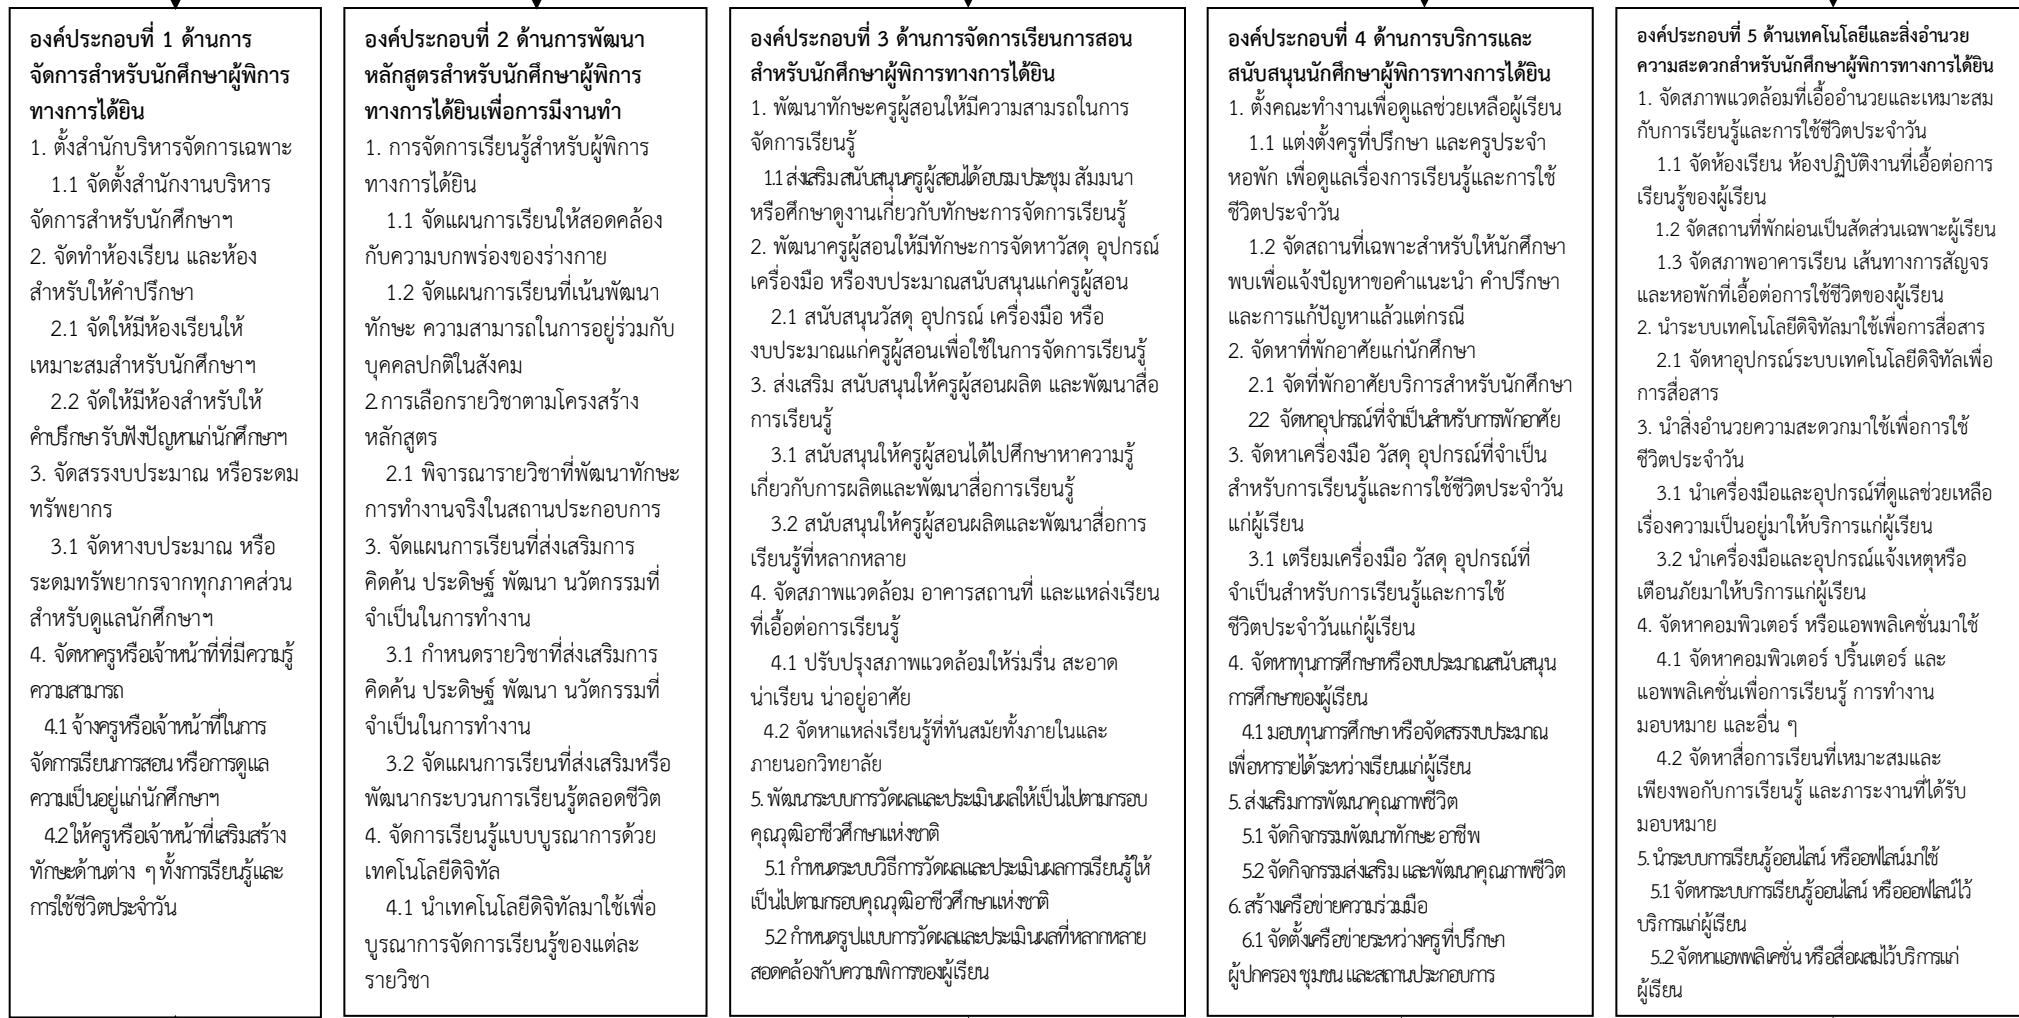 องค์ประกอบที่ 1 ด้านการ
จัดการสำหรับนักศึกษาผู้พิการ
ทางการได้ยิน
1. ตั้งสำนักบริหารจัดการเฉพาะ
1.1 จัดตั้งสำนักงานบริหาร
จัดการสำหรับนักศึกษาฯ
2. จัดทำห้องเรียน และห้อง
สำหรับให้คำปรึกษา
2.1 จัดให้มีห้องเรียนให้
เหมาะสมสำหรับนักศึกษาฯ
2.2 จัดให้มีห้องสำหรับให้
คำปรึกษา รับฟังปัญหาแก่นักศึกษาฯ
3. จัดสรรงบประมาณ หรือระดม
ทรัพยากร
3.1 จัดหางบประมาณ หรือ
ระดมทรัพยากรจากทุกภาคส่วน
สำหรับดูแลนักศึกษาฯ
4. จัดหาครูหรือเจ้าหน้าที่ที่มีความรู้
ความสามารถ
4.1 จ้างครูหรือเจ้าหน้าที่ในการ
จัดการเรียนการสอน หรือการดูแล
ความเป็นอยู่แก่นักศึกษาฯ
4.2 ให้ครูหรือเจ้าหน้าที่เสริมสร้าง
ทักษะด้านต่าง ๆ ทั้งการเรียนรู้และ
การใช้ชีวิตประจำวัน
องค์ประกอบที่ 2 ด้านการพัฒนา
หลักสูตรสำหรับนักศึกษาผู้พิการ
ทางการได้ยินเพื่อการมีงานทำ
1. การจัดการเรียนรู้สำหรับผู้พิการ
ทางการได้ยิน
1.1 จัดแผนการเรียนให้สอดคล้อง
กับความบกพร่องของร่างกาย
1.2 จัดแผนการเรียนที่เน้นพัฒนา
ทักษะ ความสามารถในการอยู่ร่วมกับ
บุคคลปกติในสังคม
2.การเลือกรายวิชาตามโครงสร้าง
หลักสูตร
2.1 พิจารณารายวิชาที่พัฒนาทักษะ
การทำงานจริงในสถานประกอบการ
3. จัดแผนการเรียนที่ส่งเสริมการ
คิดค้น ประดิษฐ์ พัฒนา นวัตกรรมที่
จำเป็นในการทำงาน
3.1 กำหนดรายวิชาที่ส่งเสริมการ
คิดค้น ประดิษฐ์ พัฒนา นวัตกรรมที่
จำเป็นในการทำงาน
3.2 จัดแผนการเรียนที่ส่งเสริมหรือ
พัฒนากระบวนการเรียนรู้ตลอดชีวิต
4. จัดการเรียนรู้แบบบูรณาการด้วย
เทคโนโลยีดิจิทัล
4.1 นำเทคโนโลยีดิจิทัลมาใช้เพื่อ
บูรณาการจัดการเรียนรู้ของแต่ละ
รายวิชา
องค์ประกอบที่ 3 ด้านการจัดการเรียนการสอน
สำหรับนักศึกษาผู้พิการทางการได้ยิน
1. พัฒนาทักษะครูผู้สอนให้มีความสามรถในการ
จัดการเรียนรู้
1.1 ส่งเสริม สนับสนุนครูผู้สอนได้อบรม ประชุม สัมมนา
หรือศึกษาดูงานเกี่ยวกับทักษะการจัดการเรียนรู้
2. พัฒนาครูผู้สอนให้มีทักษะการจัดหาวัสดุ อุปกรณ์
เครื่องมือ หรืองบประมาณสนับสนุนแก่ครูผู้สอน
2.1 สนับสนุนวัสดุ อุปกรณ์ เครื่องมือ หรือ
งบประมาณแก่ครูผู้สอนเพื่อใช้ในการจัดการเรียนรู้
3. ส่งเสริม สนับสนุนให้ครูผู้สอนผลิต และพัฒนาสื่อ
การเรียนรู้
3.1 สนับสนุนให้ครูผู้สอนได้ไปศึกษาหาความรู้
เกี่ยวกับการผลิตและพัฒนาสื่อการเรียนรู้
3.2 สนับสนุนให้ครูผู้สอนผลิตและพัฒนาสื่อการ
เรียนรู้ที่หลากหลาย
4. จัดสภาพแวดล้อม อาคารสถานที่ และแหล่งเรียน
ที่เอื้อต่อการเรียนรู้
4.1 ปรับปรุงสภาพแวดล้อมให้ร่มรื่น สะอาด
น่าเรียน น่าอยู่อาศัย
4.2 จัดหาแหล่งเรียนรู้ที่ทันสมัยทั้งภายในและ
ภายนอกวิทยาลัย
5. พัฒนาระบบการวัดผลและประเมินผลให้เป็นไปตามกรอบ
คุณวุฒิอาชีวศึกษาแห่งชาติ
5.1 กำหนดระบบวิธีการวัดผลและประเมินผลการเรียนรู้ให้
เป็นไปตามกรอบคุณวุฒิอาชีวศึกษาแห่งชาติ
5.2 กำหนดรูปแบบการวัดผลและประเมินผลที่หลากหลาย
สอดคล้องกับความพิการของผู้เรียน
องค์ประกอบที่ 4 ด้านการบริการและ
สนับสนุนนักศึกษาผู้พิการทางการได้ยิน
1. ตั้งคณะทำงานเพื่อดูแลช่วยเหลือผู้เรียน
1.1 แต่งตั้งครูที่ปรึกษา และครูประจำ
หอพัก เพื่อดูแลเรื่องการเรียนรู้และการใช้
ชีวิตประจำวัน
1.2 จัดสถานที่เฉพาะสำหรับให้นักศึกษา
พบเพื่อแจ้งปัญหาขอคำแนะนำ คำปรึกษา
และการแก้ปัญหาแล้วแต่กรณี
2. จัดหาที่พักอาศัยแก่นักศึกษา
2.1 จัดที่พักอาศัยบริการสำหรับนักศึกษา
2.2 จัดหาอุปกรณ์ที่จำเป็นสำหรับการพักอาศัย
3. จัดหาเครื่องมือ วัสดุ อุปกรณ์ที่จำเป็น
สำหรับการเรียนรู้และการใช้ชีวิตประจำวัน
แก่ผู้เรียน
3.1 เตรียมเครื่องมือ วัสดุ อุปกรณ์ที่
จำเป็นสำหรับการเรียนรู้และการใช้
ชีวิตประจำวันแก่ผู้เรียน
4. จัดหาทุนการศึกษาหรืองบประมาณสนับสนุน
การศึกษาของผู้เรียน
4.1 มอบทุนการศึกษา หรือจัดสรรงบประมาณ
เพื่อหารายได้ระหว่างเรียนแก่ผู้เรียน
5. ส่งเสริมการพัฒนาคุณภาพชีวิต
5.1 จัดกิจกรรมพัฒนาทักษะ อาชีพ
5.2 จัดกิจกรรมส่งเสริม และพัฒนาคุณภาพชีวิต
6. สร้างเครือข่ายความร่วมมือ
6.1 จัดตั้งเครือข่ายระหว่างครูที่ปรึกษา
ผู้ปกครอง ชุมชน และสถานประกอบการ
องค์ประกอบที่ 5 ด้านเทคโนโลยีและสิ่งอำนวย
ความสะดวกสำหรับนักศึกษาผู้พิการทางการได้ยิน
1. จัดสภาพแวดล้อมที่เอื้ออำนวยและเหมาะสม
กับการเรียนรู้และการใช้ชีวิตประจำวัน
1.1 จัดห้องเรียน ห้องปฏิบัติงานที่เอื้อต่อการ
เรียนรู้ของผู้เรียน
1.2 จัดสถานที่พักผ่อนเป็นสัดส่วนเฉพาะผู้เรียน
1.3 จัดสภาพอาคารเรียน เส้นทางการสัญจร
และหอพักที่เอื้อต่อการใช้ชีวิตของผู้เรียน
2. นำระบบเทคโนโลยีดิจิทัลมาใช้เพื่อการสื่อสาร
2.1 จัดหาอุปกรณ์ระบบเทคโนโลยีดิจิทัลเพื่อ
การสื่อสาร
3. นำสิ่งอำนวยความสะดวกมาใช้เพื่อการใช้
ชีวิตประจำวัน
3.1 นำเครื่องมือและอุปกรณ์ที่ดูแลช่วยเหลือ
เรื่องความเป็นอยู่มาให้บริการแก่ผู้เรียน
3.2 นำเครื่องมือและอุปกรณ์แจ้งเหตุหรือ
เตือนภัยมาให้บริการแก่ผู้เรียน
4. จัดหาคอมพิวเตอร์ หรือแอพพลิเคชั่นมาใช้
4.1 จัดหาคอมพิวเตอร์ ปริ้นเตอร์ และ
แอพพลิเคชั่นเพื่อการเรียนรู้ การทำงาน
มอบหมาย และอื่น ๆ
4.2 จัดหาสื่อการเรียนที่เหมาะสมและ
เพียงพอกับการเรียนรู้ และภาระงานที่ได้รับ
มอบหมาย
5. นำระบบการเรียนรู้ออนไลน์ หรืออฟไลน์มาใช้
5.1 จัดหาระบบการเรียนรู้ออนไลน์ หรือออฟไลน์ไว้
บริการแก่ผู้เรียน
5.2 จัดหาแอพพลิเคชั่น หรือสื่อผสมไว้บริการแก่
ผู้เรียน